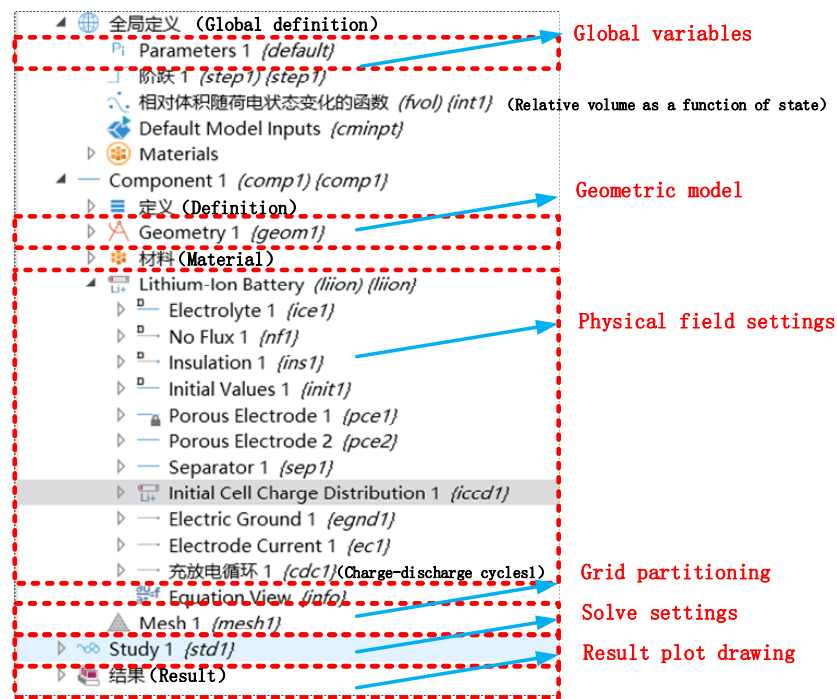 全局定义 (Global definition)
Global variables
Pi Parameters 1 {default}
阶跃 1 (step1) {step1}
相对体积随荷电状态变化的函数 (fvol) {int1} (Relative volume as a function of state)
Default Model Inputs {cminpt}
Materials
Component 1 (comp1) {comp1}
Geometric model
定义 (Definition)
Geometry 1 {geom1}
材料 (Material)
Lithium-Ion Battery (liion) {liion}
Electrolyte 1 {ice1}
Physical field settings
No Flux 1 {nf1}
Insulation 1 {ins1}
Initial Values 1 {init1}
Porous Electrode 1 {pce1}
Porous Electrode 2 {pce2}
Separator 1 {sep1}
Initial Cell Charge Distribution 1 {iccd1}
Electric Ground 1 {egnd1}
Electrode Current 1 {ec1}
充放电循环 1 {cdc1} (Charge-discharge cycles1)
Grid partitioning
Equation View {info}
Solve settings
Mesh 1 {mesh1}
Study 1 {std1}
Result plot drawing
结果 (Result)